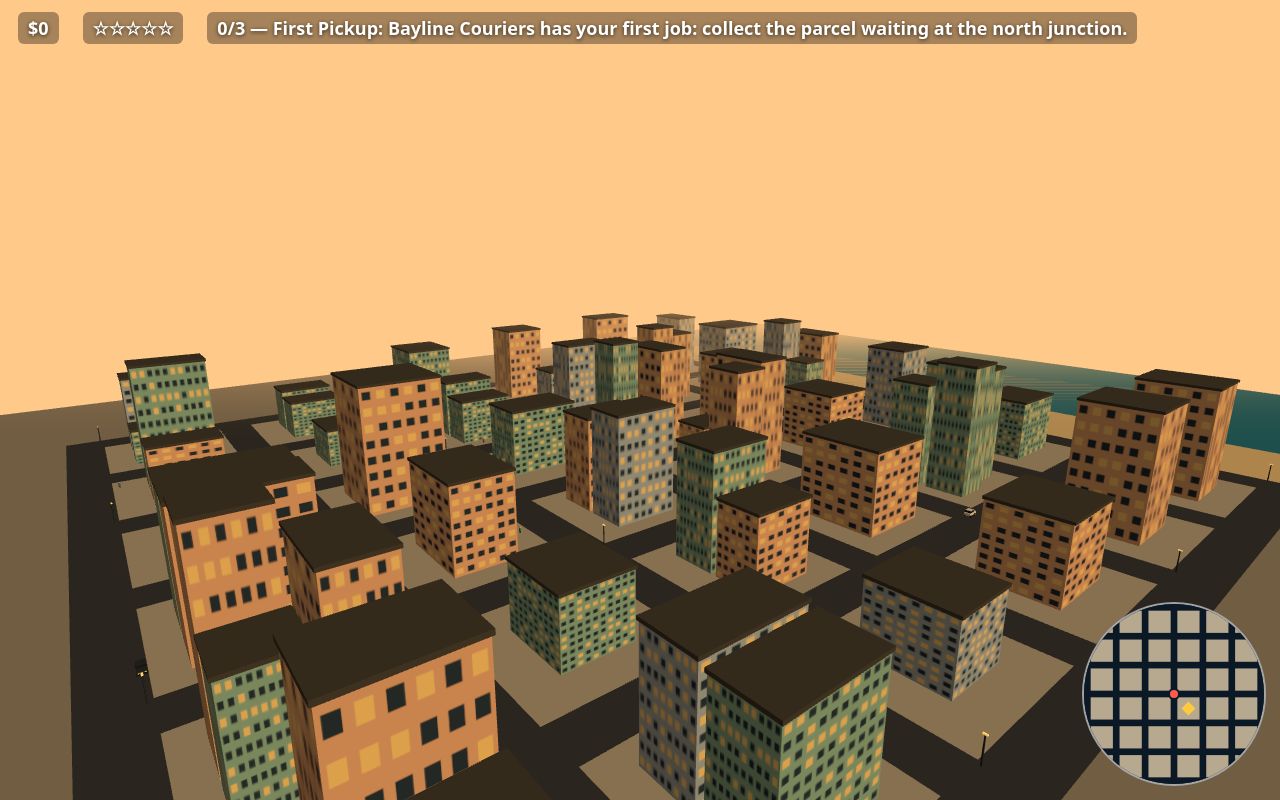 $0
☆☆☆☆☆
0/3 — First Pickup: Bayline Couriers has your first job: collect the parcel waiting at the north junction.